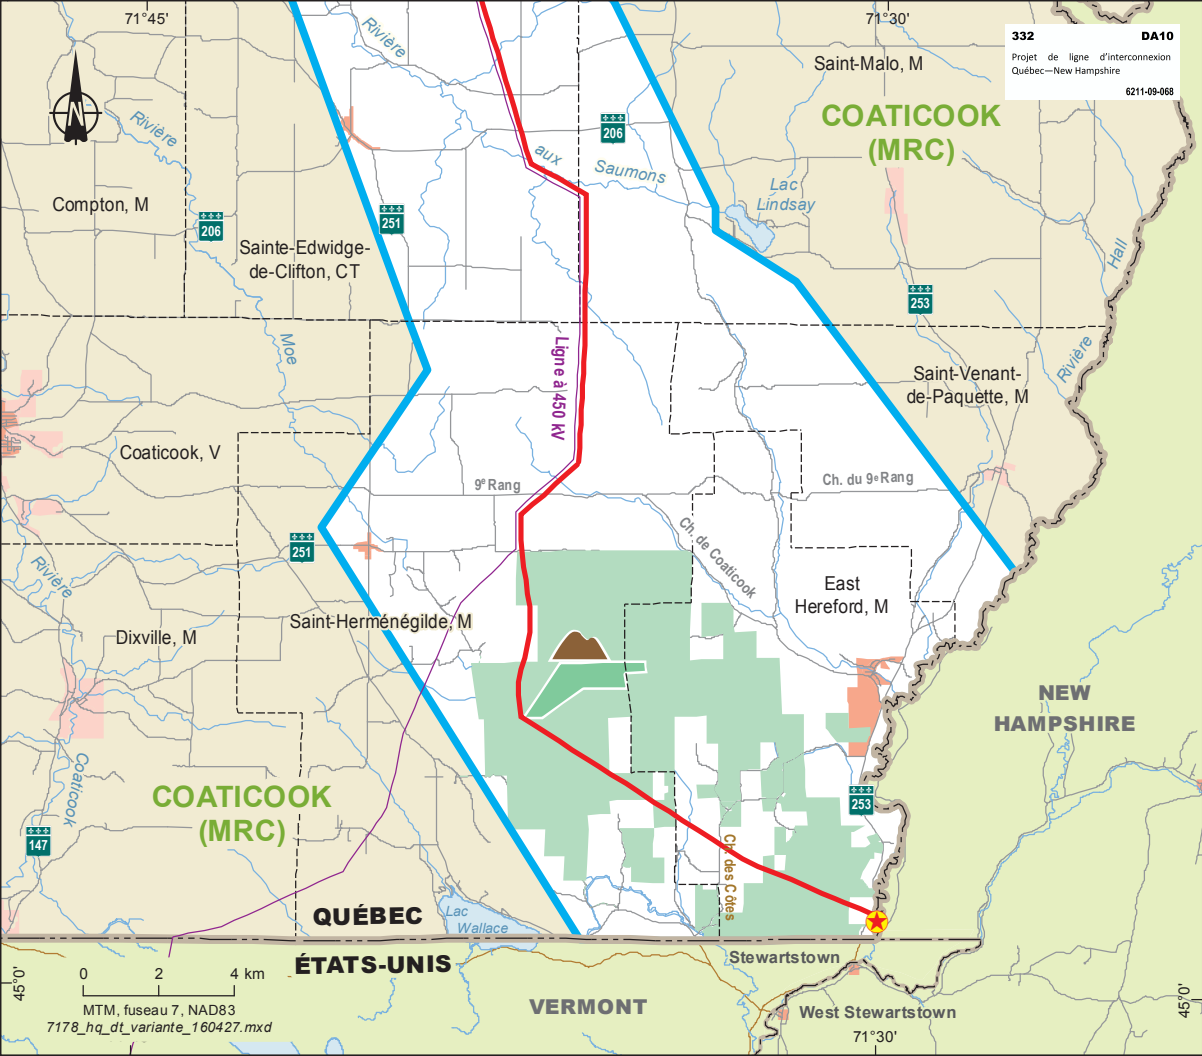 71°45'
71°30'
332 DA10
Projet de ligne d'interconnexion
Québec—New Hampshire
6211-09-068
Saint-Malo, M
COATICOOK
(MRC)
N
Rivière
aux
Saumons
206
Rivière
Compton, M
206
251
Sainte-Edwidge-
de-Clifton, CT
Lac
Lindsay
Hall
253
Moe
Ligne à 450 kV
Rivière
Saint-Venant-
de-Paquette, M
Coaticook, V
9e Rang
Ch. du 9e Rang
Ch. de Coaticook
251
Rivière
East
Hereford, M
Saint-Herménégilde, M
Dixville, M
NEW
HAMPSHIRE
Coaticook
COATICOOK
(MRC)
253
147
Ch. des Côtes
Lac
Wallace
QUÉBEC
ÉTATS-UNIS
Stewartstown
45°0'
0 2 4 km
MTM, fuseau 7, NAD83
7178_hq_dt_variante_160427.mxd
VERMONT
West Stewartstown
71°30'
45°0'